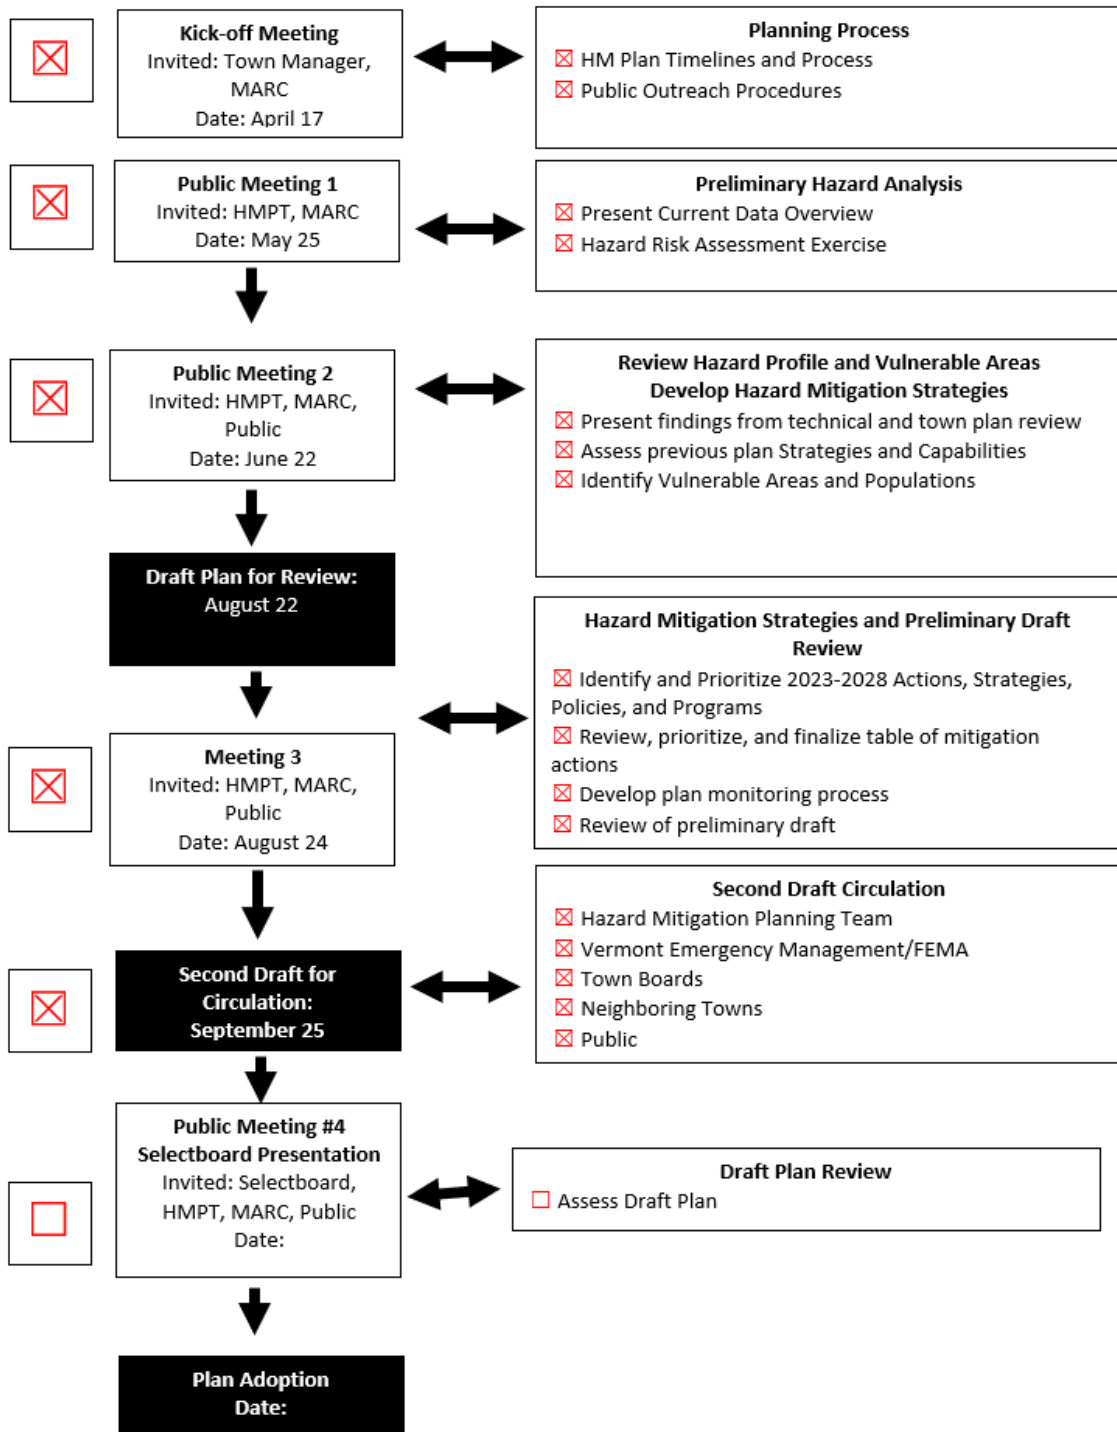 Kick-off Meeting
Invited: Town Manager,
MARC
Date: April 17
Planning Process
☒ HM Plan Timelines and Process
☒ Public Outreach Procedures
☒
Public Meeting 1
Invited: HMPT, MARC
Date: May 25
Preliminary Hazard Analysis
☒ Present Current Data Overview
☒ Hazard Risk Assessment Exercise
☒
Public Meeting 2
Invited: HMPT, MARC,
Public
Date: June 22
Review Hazard Profile and Vulnerable Areas
Develop Hazard Mitigation Strategies
☒ Present findings from technical and town plan review
☒ Assess previous plan Strategies and Capabilities
☒ Identify Vulnerable Areas and Populations
☒
Draft Plan for Review:
August 22
Hazard Mitigation Strategies and Preliminary Draft
Review
☒ Identify and Prioritize 2023-2028 Actions, Strategies,
Policies, and Programs
☒ Review, prioritize, and finalize table of mitigation
actions
☒ Develop plan monitoring process
☒ Review of preliminary draft
Meeting 3
Invited: HMPT, MARC,
Public
Date: August 24
☒
Second Draft for
Circulation:
September 25
Second Draft Circulation
☒ Hazard Mitigation Planning Team
☒ Vermont Emergency Management/FEMA
☒ Town Boards
☒ Neighboring Towns
☒ Public
☒
Public Meeting #4
Selectboard Presentation
Invited: Selectboard,
HMPT, MARC, Public
Date:
Draft Plan Review
☐ Assess Draft Plan
☐
Plan Adoption
Date: